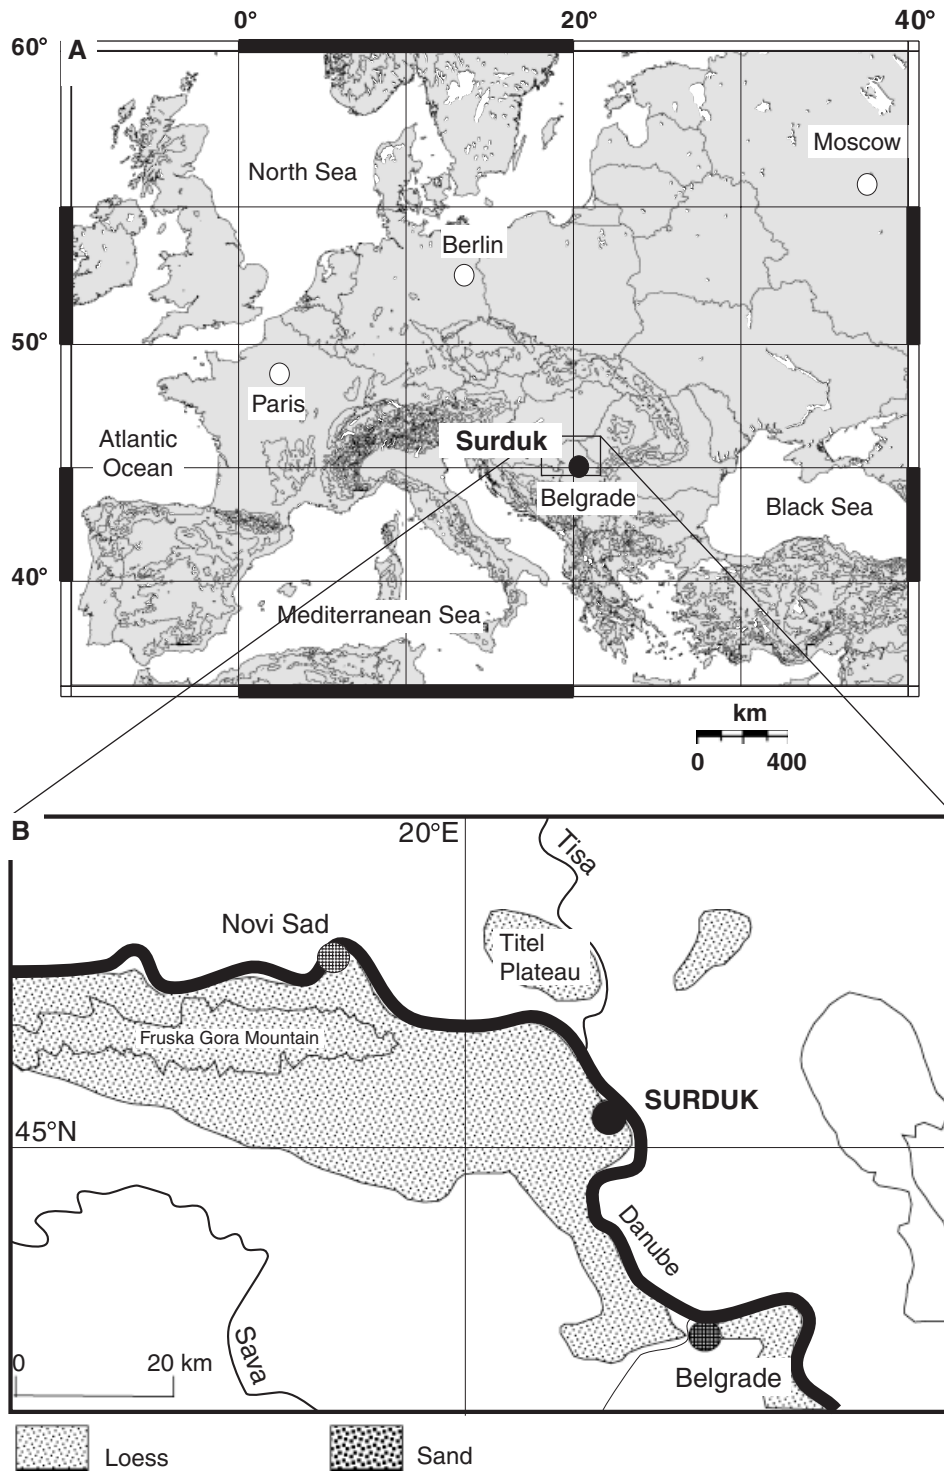 0° 20° 40°
60° A
Moscow
North Sea
Berlin
50°
Paris
Atlantic
Ocean
Surduk
Belgrade
Black Sea
40°
Mediterranean Sea
km
0 400
B
20°E
Tisa
Novi Sad
Titel
Plateau
Fruska Gora Mountain
SURDUK
45°N
Danube
Sava
0 20 km
Belgrade
Loess Sand